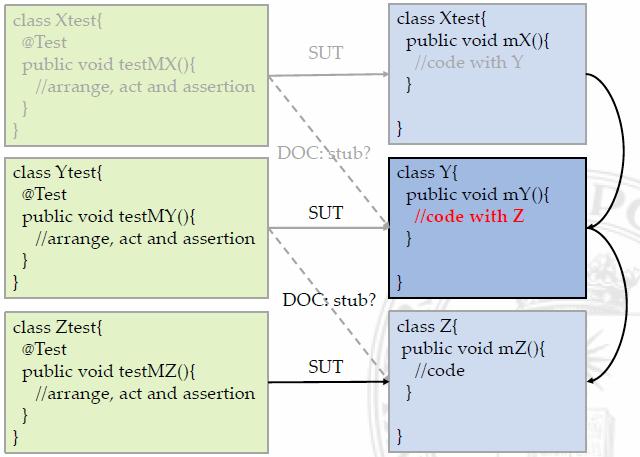 class Xtest{
@Test
public void testMX(){
//arrange, act and assertion
}
}
SUT
class Xtest{
public void mX(){
//code with Y
}
}
DOC: stub?
class Ytest{
@Test
public void testMY(){
//arrange, act and assertion
}
}
SUT
class Y{
public void mY(){
//code with Z
}
}
DOC: stub?
class Ztest{
@Test
public void testMZ(){
//arrange, act and assertion
}
}
SUT
class Z{
public void mZ(){
//code
}
}